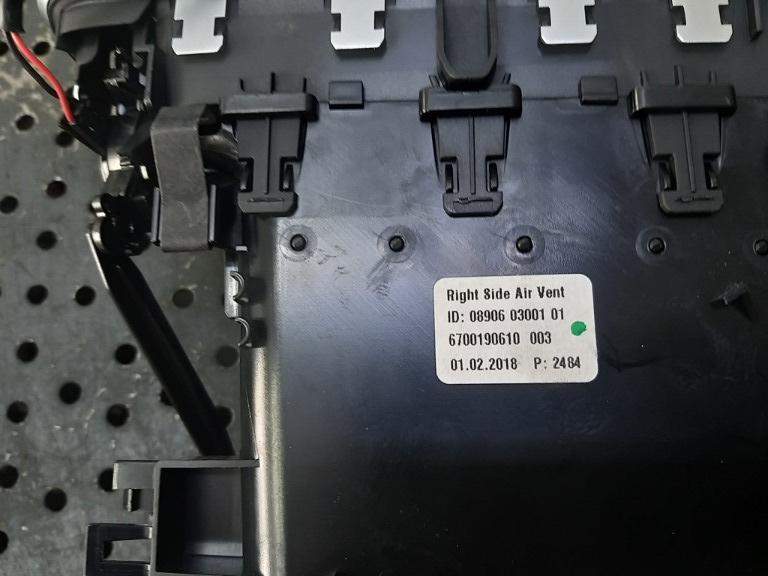 Right Side Air Vent
ID: 08906 03001 01
6700190610 003
01.02.2018 P: 2484